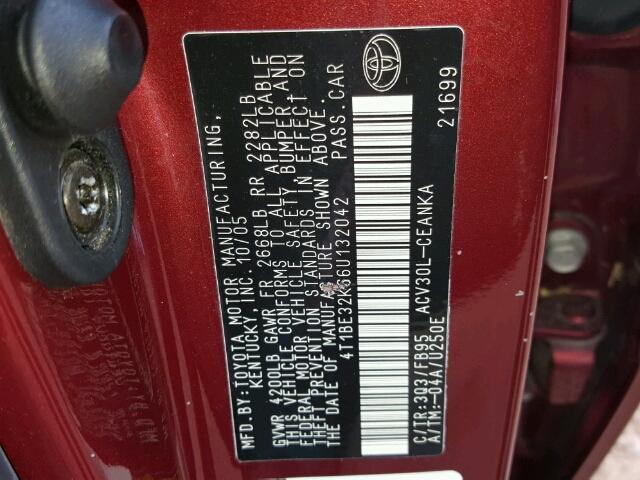 MFD. BY: TOYOTA MOTOR MANUFACTURING,
KENTUCKY, INC. 10/05
GVWR 4200LB GAWR FR 2668LB RR 2282LB
THIS VEHICLE CONFORMS TO ALL APPLICABLE
FEDERAL MOTOR VEHICLE SAFETY, BUMPER AND
THEFT PREVENTION STANDARDS IN EFFECT ON
THE DATE OF MANUFACTURE SHOWN ABOVE.
4T1BE32K36U132042 PASS. CAR
C/TR:3Q3/FB95 ACV30L-CEANKA
A/TM:-04A/U250E 21699